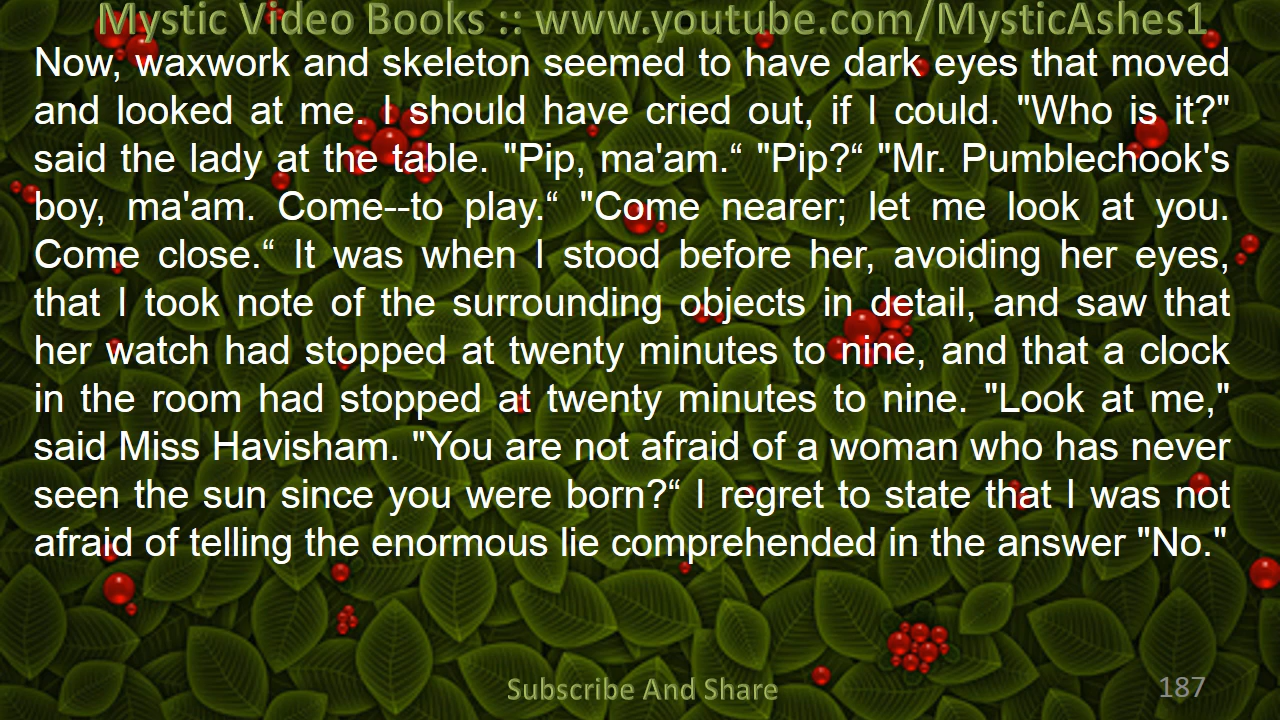 Mystic Video Books :: www.youtube.com/MysticAshes1
Now, waxwork and skeleton seemed to have dark eyes that moved
and looked at me. I should have cried out, if I could. "Who is it?"
said the lady at the table. "Pip, ma'am.“ "Pip?“ "Mr. Pumblechook's
boy, ma'am. Come--to play.“ "Come nearer; let me look at you.
Come close.“ It was when I stood before her, avoiding her eyes,
that I took note of the surrounding objects in detail, and saw that
her watch had stopped at twenty minutes to nine, and that a clock
in the room had stopped at twenty minutes to nine. "Look at me,"
said Miss Havisham. "You are not afraid of a woman who has never
seen the sun since you were born?“ I regret to state that I was not
afraid of telling the enormous lie comprehended in the answer "No."
Subscribe And Share
187